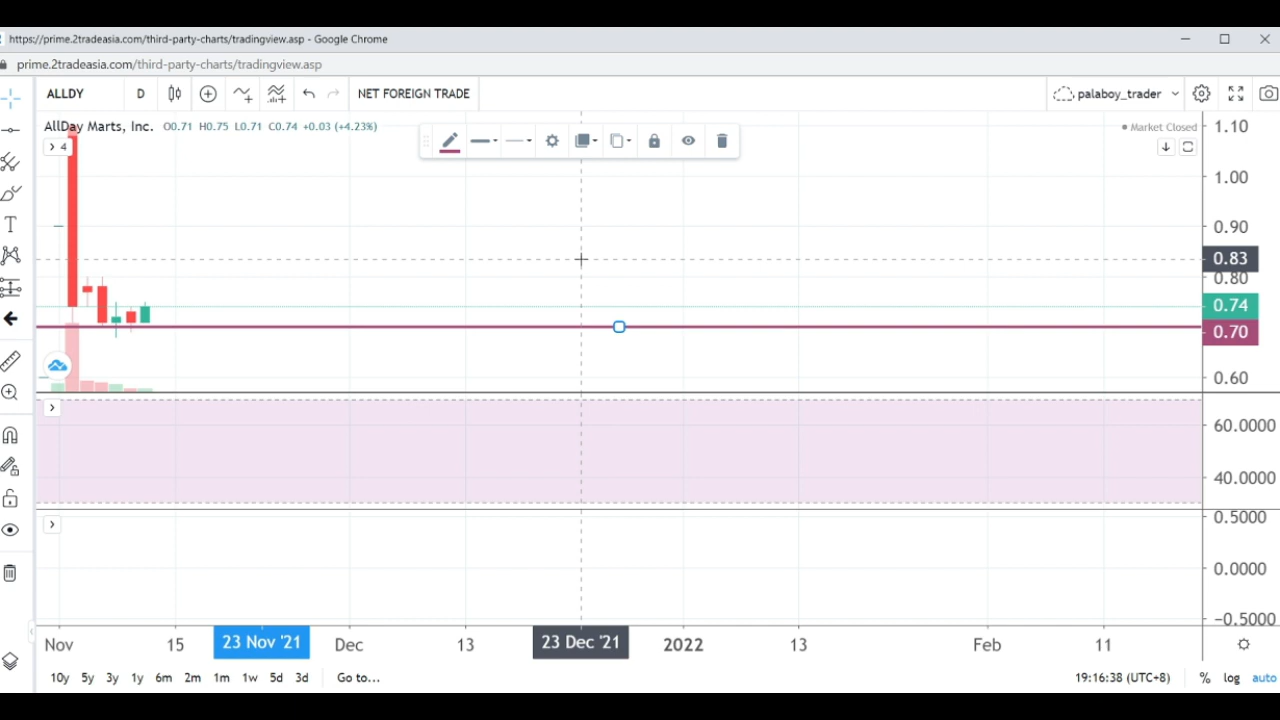 https://prime.2tradeasia.com/third-party-charts/tradingview.asp - Google Chrome
prime.2tradeasia.com/third-party-charts/tradingview.asp
ALLDY D NET FOREIGN TRADE palaboy_trader
AllDay Marts, Inc. O0.71 H0.75 L0.71 C0.74 +0.03 (+4.23%) Market Closed
4
1.10
1.00
0.90
0.83
0.80
0.74
0.70
0.60
60.0000
40.0000
0.5000
0.0000
-0.5000
Nov 15 23 Nov '21 Dec 13 23 Dec '21 2022 13 Feb 11
10y 5y 3y 1y 6m 2m 1m 1w 5d 3d Go to... 19:16:38 (UTC+8) % log auto